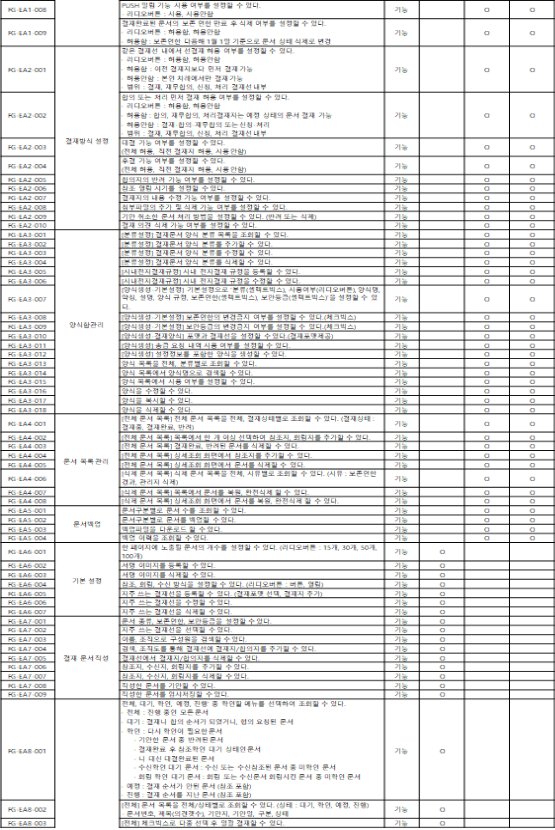 FG-EA1-008 PUSH 알림 기능 사용 여부를 설정할 수 있다. 기능 O O
- 라디오버튼 : 사용, 사용안함
FG-EA1-009 결재완료된 문서의 보존 연한 만료 후 삭제 여부를 설정할 수 있다. 기능 O O
- 라디오버튼 : 허용함, 허용안함
- 허용함 : 보존연한 다음해 1월 1일 기준으로 문서 상태 삭제로 변경
결재방식 설정
FG-EA2-001 같은 결재선 내에서 선결재 허용 여부를 설정할 수 있다. 기능 O O
- 라디오버튼 : 허용함, 허용안함
- 허용함 : 이전 결재자보다 먼저 결재 가능
- 허용안함 : 본인 차례에서만 결재 가능
- 범위 : 결재, 재무합의, 신청, 처리 결재선 내부
FG-EA2-002 합의 또는 처리 먼저 결재 허용 여부를 설정할 수 있다. 기능 O O
- 라디오버튼 : 허용함, 허용안함
- 허용함 : 합의, 재무합의, 처리결재자는 예정 상태의 문서 결재 가능
- 허용안함 : 결재-합의-재무합의 또는 신청-처리
- 범위 : 결재, 재무합의, 신청, 처리 결재선 내부
FG-EA2-003 대결 가능 여부를 설정할 수 있다. 기능 O O
(전체 허용, 직전 결재자 허용, 사용안함)
FG-EA2-004 후결 가능 여부를 설정할 수 있다. 기능 O O
(전체 허용, 직전 결재자 허용, 사용안함)
FG-EA2-005 합의자의 반려 가능 여부를 설정할 수 있다. 기능 O O
FG-EA2-006 참조 열람 시기를 설정할 수 있다. 기능 O O
FG-EA2-007 결재자의 내용 수정 가능 여부를 설정할 수 있다. 기능 O O
FG-EA2-008 첨부파일의 추가 및 삭제 가능 여부를 설정할 수 있다. 기능 O O
FG-EA2-009 기안 취소한 문서 처리 방법을 설정할 수 있다. (반려 또는 삭제) 기능 O O
FG-EA2-010 결재 의견 삭제 가능 여부를 설정할 수 있다. 기능 O O
양식함관리
FG-EA3-001 [분류설정] 결재문서 양식 분류 목록을 조회할 수 있다. 기능 O O
FG-EA3-002 [분류설정] 결재문서 양식 분류를 추가할 수 있다. 기능 O O
FG-EA3-003 [분류설정] 결재문서 양식 분류를 수정할 수 있다. 기능 O O
FG-EA3-004 [분류설정] 결재문서 양식 분류를 삭제할 수 있다. 기능 O O
FG-EA3-005 [사내전자결재규정] 사내 전자결재 규정을 등록할 수 있다. 기능 O O
FG-EA3-006 [사내전자결재규정] 사내 전자결재 규정을 수정할 수 있다. 기능 O O
FG-EA3-007 [양식생성-기본설정] 기본설정으로 '분류(셀렉트박스), 사용여부(라디오버튼), 양식명, 기능 O O
약칭, 설명, 양식 규정, 보존연한(셀렉트박스), 보안등급(셀렉트박스)'을 설정할 수 있
다.
FG-EA3-008 [양식생성-기본설정] 보존연한의 변경금지 여부를 설정할 수 있다.(체크박스) 기능 O O
FG-EA3-009 [양식생성-기본설정] 보안등급의 변경금지 여부를 설정할 수 있다.(체크박스) 기능 O O
FG-EA3-010 [양식생성-결재양식] 포맷과 결재선을 설정할 수 있다.(결재포맷제공) 기능 O O
FG-EA3-011 [양식생성] 송금 요청 내역 사용 여부를 설정할 수 있다. 기능 O O
FG-EA3-012 [양식생성] 설정정보를 포함한 양식을 생성할 수 있다. 기능 O O
FG-EA3-013 양식 목록을 전체, 분류별로 조회할 수 있다. 기능 O O
FG-EA3-014 양식 목록에서 양식명으로 검색할 수 있다. 기능 O O
FG-EA3-015 양식 목록에서 사용 여부를 설정할 수 있다. 기능 O O
FG-EA3-016 양식을 수정할 수 있다. 기능 O O
FG-EA3-017 양식을 복사할 수 있다. 기능 O O
FG-EA3-018 양식을 삭제할 수 있다. 기능 O O
문서 목록관리
FG-EA4-001 [전체 문서 목록] 전체 문서 목록을 전체, 결재상태별로 조회할 수 있다. (결재상태 : 기능 O O
결재중, 결재완료, 반려)
FG-EA4-002 [전체 문서 목록] 목록에서 한 개 이상 선택하여 참조자, 회람자를 추가할 수 있다. 기능 O O
FG-EA4-003 [전체 문서 목록] 결재완료, 반려된 문서를 삭제할 수 있다. 기능 O O
FG-EA4-004 [전체 문서 목록] 상세조회 화면에서 참조자를 추가할 수 있다. 기능 O O
FG-EA4-005 [전체 문서 목록] 상세조회 화면에서 문서를 삭제할 수 있다. 기능 O O
FG-EA4-006 [삭제 문서 목록] 삭제 문서 목록을 전체, 사유별로 조회할 수 있다. (사유 : 보존연한 기능 O O
경과, 관리자 삭제)
FG-EA4-007 [삭제 문서 목록] 목록에서 문서를 복원, 완전삭제 할 수 있다. 기능 O O
FG-EA4-008 [삭제 문서 목록] 상세조회 화면에서 문서를 복원, 완전삭제 할 수 있다. 기능 O O
문서백업
FG-EA5-001 문서구분별로 문서 수를 조회할 수 있다. 기능 O O
FG-EA5-002 문서구분별로 문서를 백업할 수 있다. 기능 O O
FG-EA5-003 백업파일을 다운로드 할 수 있다. 기능 O O
FG-EA5-004 백업 이력을 조회할 수 있다. 기능 O O
기본 설정
FG-EA6-001 한 페이지에 노출될 문서의 개수를 설정할 수 있다. (라디오버튼 : 15개, 30개, 50개, 기능 O
100개)
FG-EA6-002 서명 이미지를 등록할 수 있다. 기능 O
FG-EA6-003 서명 이미지를 삭제할 수 있다. 기능 O
FG-EA6-004 참조, 회람, 수신 방식을 설정할 수 있다. (라디오버튼 : 버튼, 열람) 기능 O
FG-EA6-005 자주 쓰는 결재선을 등록할 수 있다. (결재포맷 선택, 결재자 추가) 기능 O
FG-EA6-006 자주 쓰는 결재선을 수정할 수 있다. 기능 O
FG-EA6-007 자주 쓰는 결재선을 삭제할 수 있다. 기능 O
결재 문서작성
FG-EA7-001 문서 종류, 보존연한, 보안등급을 설정할 수 있다. 기능 O
FG-EA7-002 자주 쓰는 결재선을 선택할 수 있다. 기능 O
FG-EA7-003 이름, 조직으로 구성원을 검색할 수 있다. 기능 O
FG-EA7-004 검색, 조직도를 통해 결재선에 결재자/합의자를 추가할 수 있다. 기능 O
FG-EA7-005 결재선에서 결재자/합의자를 삭제할 수 있다. 기능 O
FG-EA7-006 참조자, 수신자, 회람자를 추가할 수 있다. 기능 O
FG-EA7-007 참조자, 수신자, 회람자를 삭제할 수 있다. 기능 O
FG-EA7-008 작성한 문서를 기안할 수 있다. 기능 O
FG-EA7-009 작성한 문서를 임시저장할 수 있다. 기능 O
FG-EA8-001 전체, 대기, 확인, 예정, 진행 중 확인할 메뉴를 선택하여 조회할 수 있다. 기능 O
- 전체 : 진행 중인 모든 문서
- 대기 : 결재나 합의 순서가 되었거나, 합의 요청된 문서
- 확인 : 다시 확인이 필요한 문서
- 기안한 문서 중 반려된 문서
- 결재완료 후 참조확인 대기 상태인 문서
- 나 대신 대결완료된 문서
- 수신확인 대기 문서 : 수신 또는 수신참조된 문서 중 미확인 문서
- 회람 확인 대기 문서 : 회람 또는 수신문서 회람시킨 문서 중 미확인 문서
- 예정 : 결재 순서가 안된 문서 (참조 포함)
- 진행 : 결재 순서를 지난 문서 (참조 포함)
FG-EA8-002 [전체] 문서 목록을 전체/상태별로 조회할 수 있다. (상태 : 대기, 확인, 예정, 진행) 기능 O
- 문서번호, 제목(의견갯수), 기안자, 기안일, 구분, 상태
FG-EA8-003 [전체] 체크박스로 다중 선택 후 일괄 결재할 수 있다. 기능 O